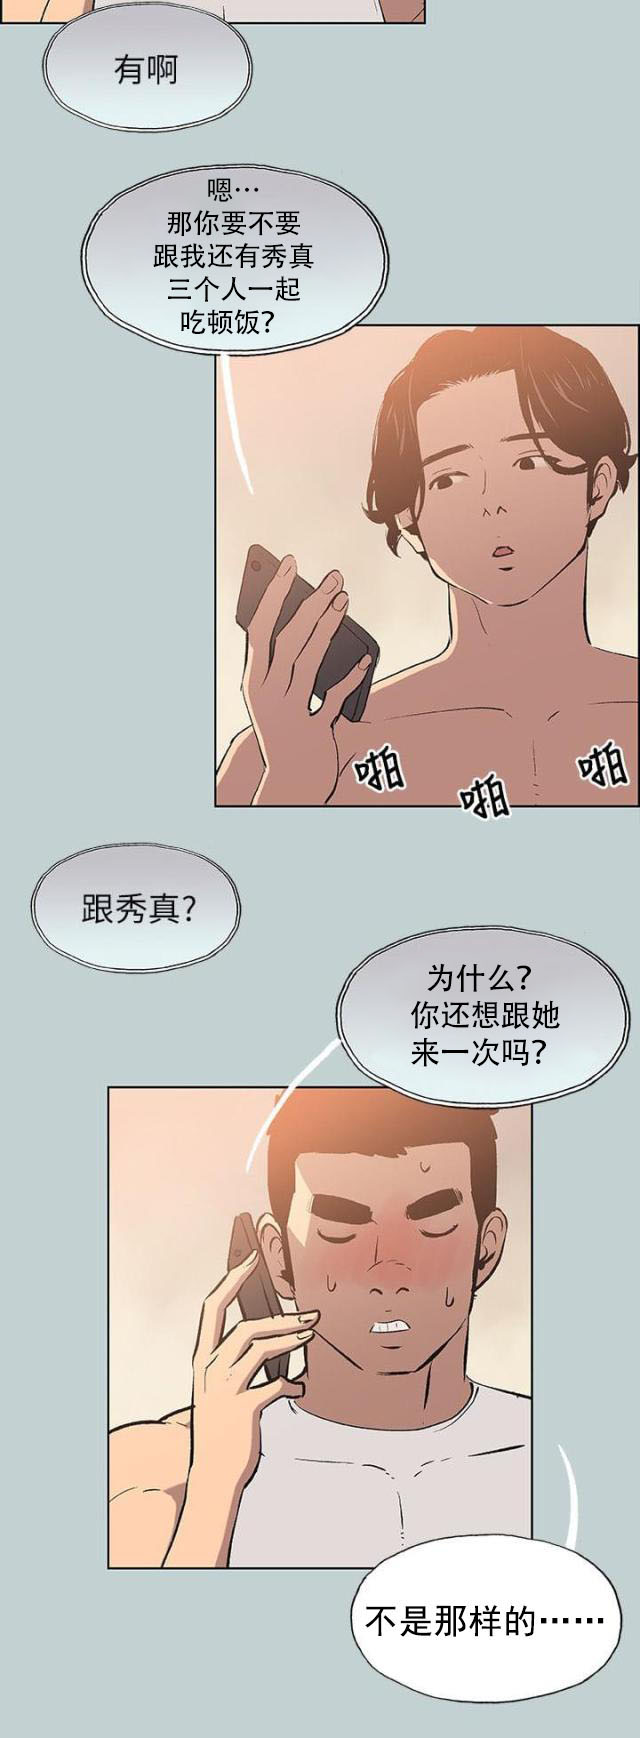 有啊
嗯…
那你要不要
跟我还有秀真
三个人一起
吃顿饭？
啪
啪
啪
跟秀真？
为什么？
你还想跟她
来一次吗？
不是那样的……